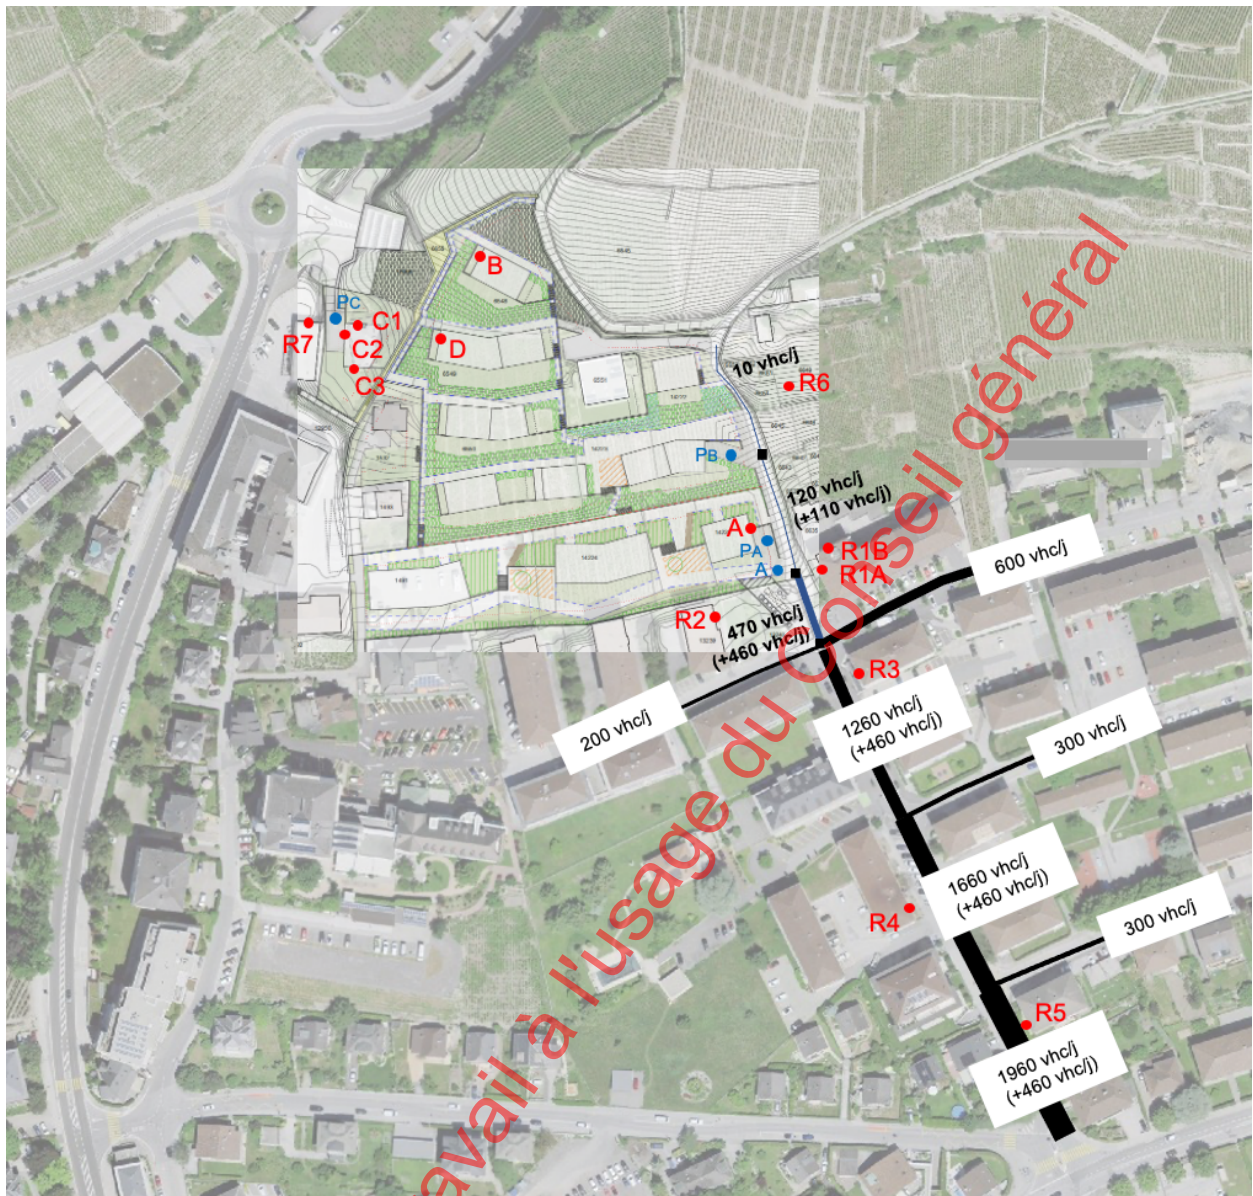 B
Pc
C1
R7
C2
D
C3
10 vhc/j
R6
PB
120 vhc/j
(+110 vhc/j)
A
PA
R1B
A
R1A
600 vhc/j
R2
470 vhc/j
(+460 vhc/j)
R3
200 vhc/j
1260 vhc/j
(+460 vhc/j)
300 vhc/j
1660 vhc/j
(+460 vhc/j)
R4
300 vhc/j
R5
1960 vhc/j
(+460 vhc/j)
avail à l'usage du Conseil général